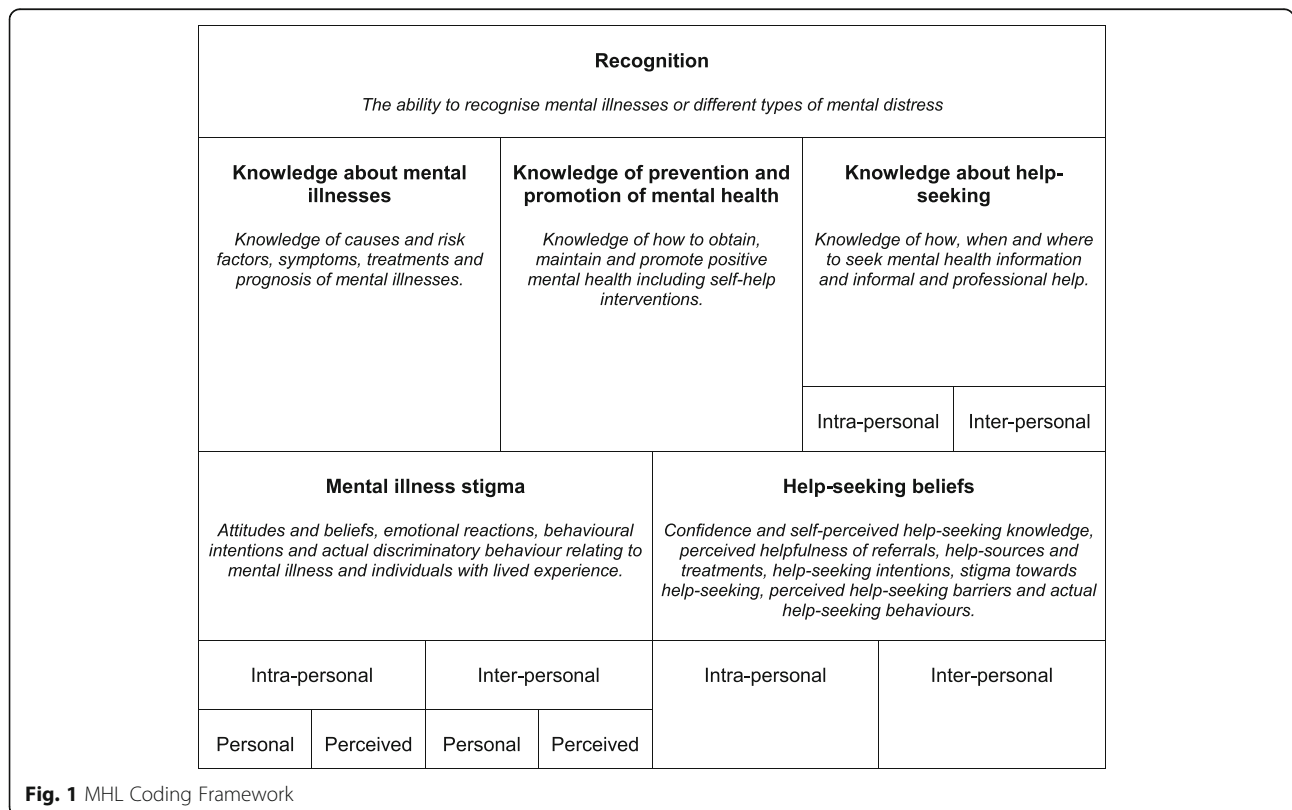 Recognition
The ability to recognise mental illnesses or different types of mental distress
Knowledge about mental
illnesses
Knowledge of causes and risk
factors, symptoms, treatments and
prognosis of mental illnesses.
Knowledge of prevention and
promotion of mental health
Knowledge of how to obtain,
maintain and promote positive
mental health including self-help
interventions.
Knowledge about help-
seeking
Knowledge of how, when and where
to seek mental health information
and informal and professional help.
Intra-personal
Inter-personal
Mental illness stigma
Attitudes and beliefs, emotional reactions, behavioural
intentions and actual discriminatory behaviour relating to
mental illness and individuals with lived experience.
Help-seeking beliefs
Confidence and self-perceived help-seeking knowledge,
perceived helpfulness of referrals, help-sources and
treatments, help-seeking intentions, stigma towards
help-seeking, perceived help-seeking barriers and actual
help-seeking behaviours.
Intra-personal
Inter-personal
Intra-personal
Inter-personal
Personal
Perceived
Personal
Perceived
Fig. 1 MHL Coding Framework